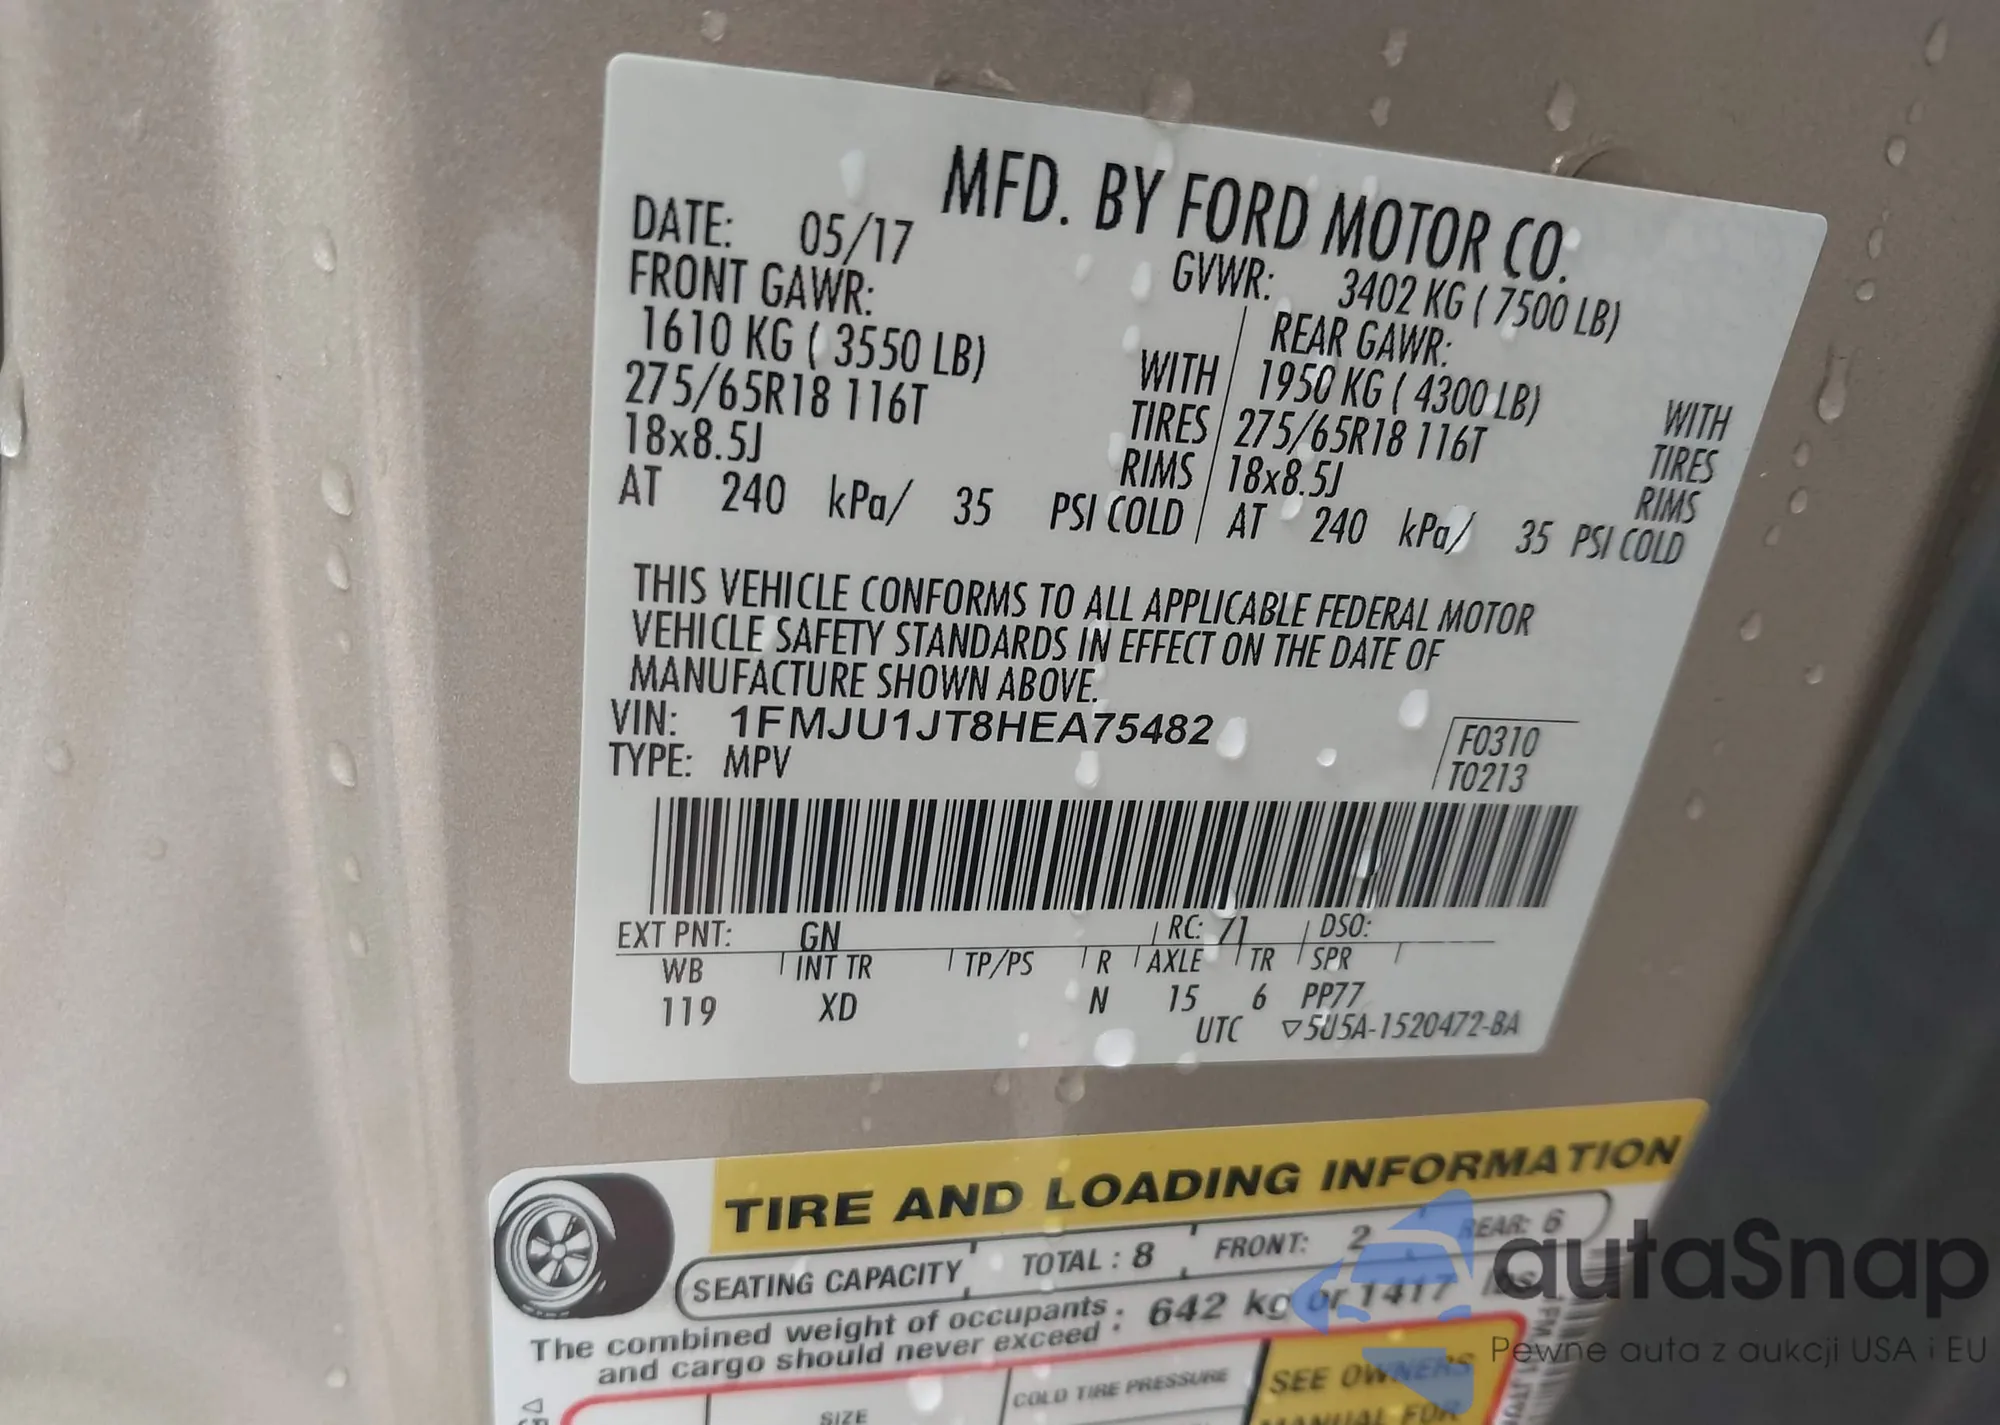 MFD. BY FORD MOTOR CO.
DATE: 05/17 GVWR: 3402 KG ( 7500 LB)
FRONT GAWR: REAR GAWR:
1610 KG ( 3550 LB) WITH 1950 KG ( 4300 LB) WITH
275/65R18 116T TIRES 275/65R18 116T TIRES
18x8.5J RIMS 18x8.5J RIMS
AT 240 kPa/ 35 PSI COLD AT 240 kPa/ 35 PSI COLD
THIS VEHICLE CONFORMS TO ALL APPLICABLE FEDERAL MOTOR
VEHICLE SAFETY STANDARDS IN EFFECT ON THE DATE OF
MANUFACTURE SHOWN ABOVE.
VIN: 1FMJU1JT8HEA75482
TYPE: MPV
F0310
T0213
EXT PNT: GN RC: 71 DSO:
WB INT TR TP/PS R AXLE TR SPR
119 XD N 15 6 PP77
UTC ▽5U5A-1520472-BA
TIRE AND LOADING INFORMATION
SEATING CAPACITY TOTAL : 8 FRONT: 2 REAR: 6
The combined weight of occupants : 642 kg or 1417 lbs
and cargo should never exceed
SIZE COLD TIRE PRESSURE SEE OWNERS
MANUAL FOR
autaSnap
Pewne auta z aukcji USA i EU